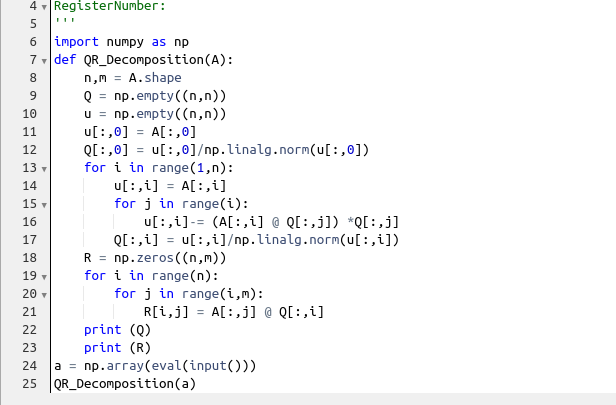 4 RegisterNumber:
5 '''
6 import numpy as np
7 def QR_Decomposition(A):
8     n,m = A.shape
9     Q = np.empty((n,n))
10     u = np.empty((n,n))
11     u[:,0] = A[:,0]
12     Q[:,0] = u[:,0]/np.linalg.norm(u[:,0])
13     for i in range(1,n):
14         u[:,i] = A[:,i]
15         for j in range(i):
16             u[:,i]-= (A[:,i] @ Q[:,j]) *Q[:,j]
17         Q[:,i] = u[:,i]/np.linalg.norm(u[:,i])
18     R = np.zeros((n,m))
19     for i in range(n):
20         for j in range(i,m):
21             R[i,j] = A[:,j] @ Q[:,i]
22     print (Q)
23     print (R)
24 a = np.array(eval(input()))
25 QR_Decomposition(a)